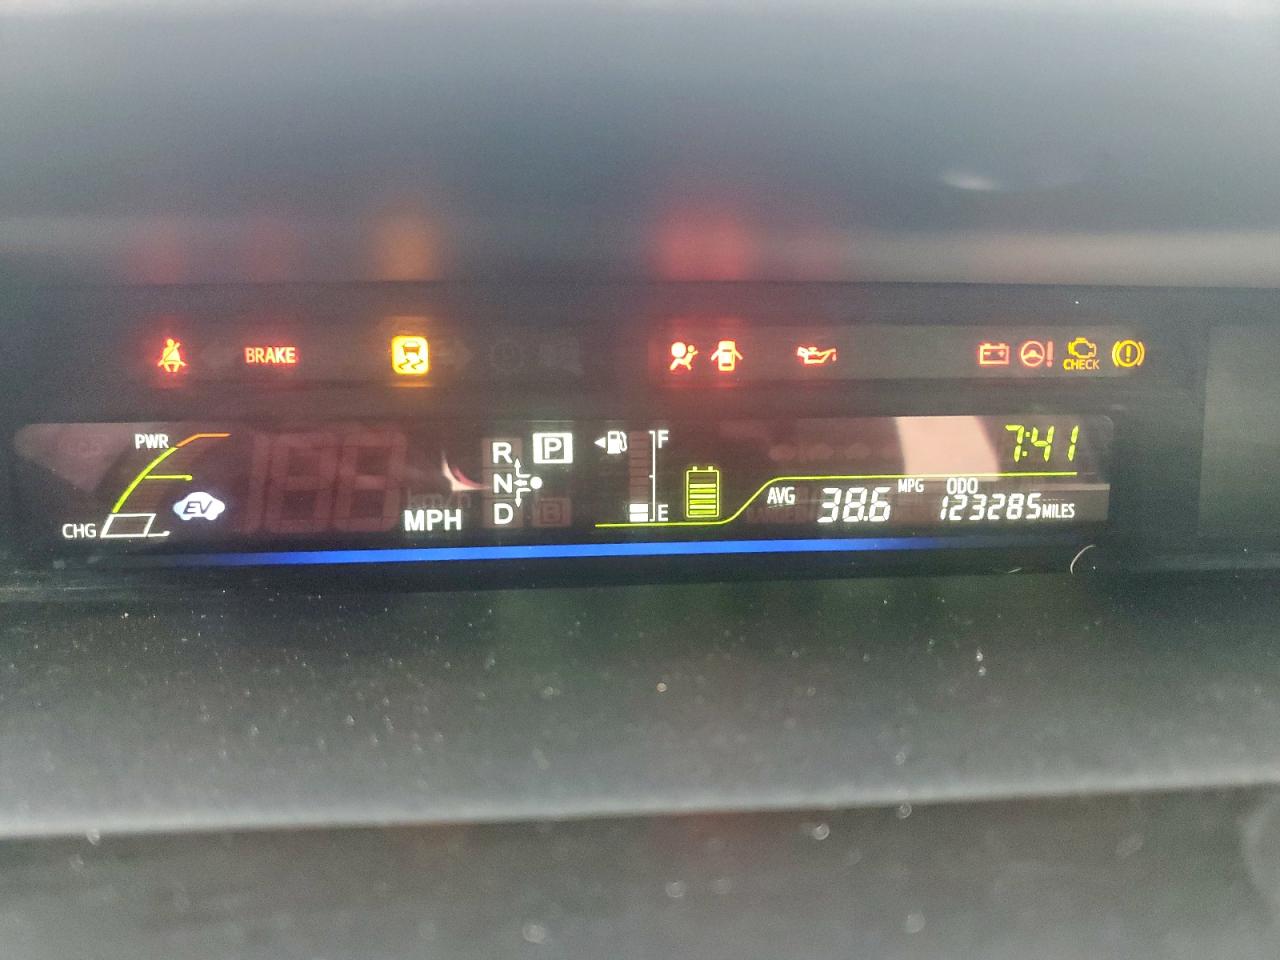 BRAKE
CHECK
PWR
R
P
F
7:41
EV
N
AVG 38.6 MPG
ODO 123285 MILES
CHG
MPH
D
E